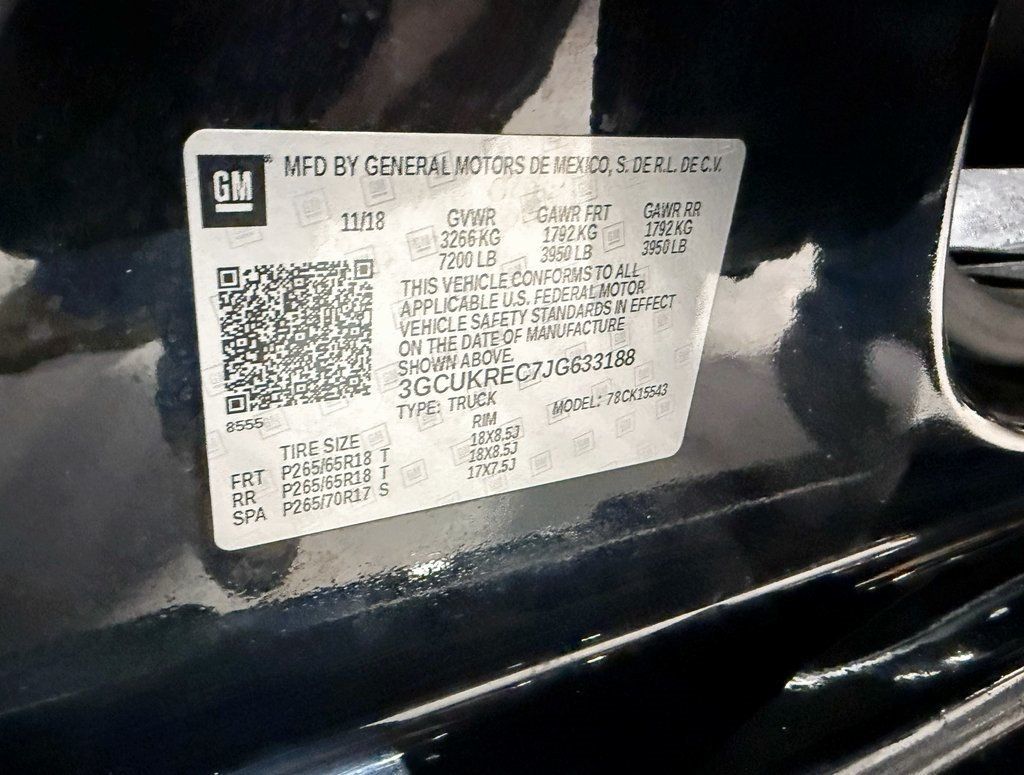 GM
MFD BY GENERAL MOTORS DE MEXICO, S. DE R.L. DE C.V.
11/18 GVWR GAWR FRT GAWR RR
3266 KG 1792 KG 1792 KG
7200 LB 3950 LB 3950 LB
THIS VEHICLE CONFORMS TO ALL
APPLICABLE U.S. FEDERAL MOTOR
VEHICLE SAFETY STANDARDS IN EFFECT
ON THE DATE OF MANUFACTURE
SHOWN ABOVE.
3GCUKREC7JG633188
TYPE: TRUCK MODEL: 78CK15543
8555
TIRE SIZE RIM
FRT P265/65R18 T 18X8.5J
RR P265/65R18 T 18X8.5J
SPA P265/70R17 S 17X7.5J